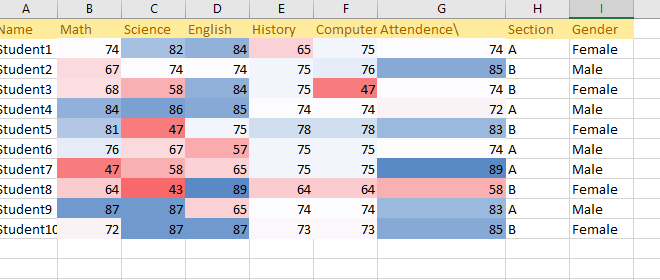 A B C D E F G H I
Name Math Science English History Computer Attendence\ Section Gender
Student1 74 82 84 65 75 74 A Female
Student2 67 74 74 75 76 85 B Male
Student3 68 58 84 75 47 74 B Female
Student4 84 86 85 74 74 72 A Male
Student5 81 47 75 78 78 83 B Female
Student6 76 67 57 75 75 74 A Male
Student7 47 58 65 75 75 89 A Male
Student8 64 43 89 64 64 58 B Female
Student9 87 87 65 74 74 83 A Male
Student10 72 87 87 73 73 85 B Female